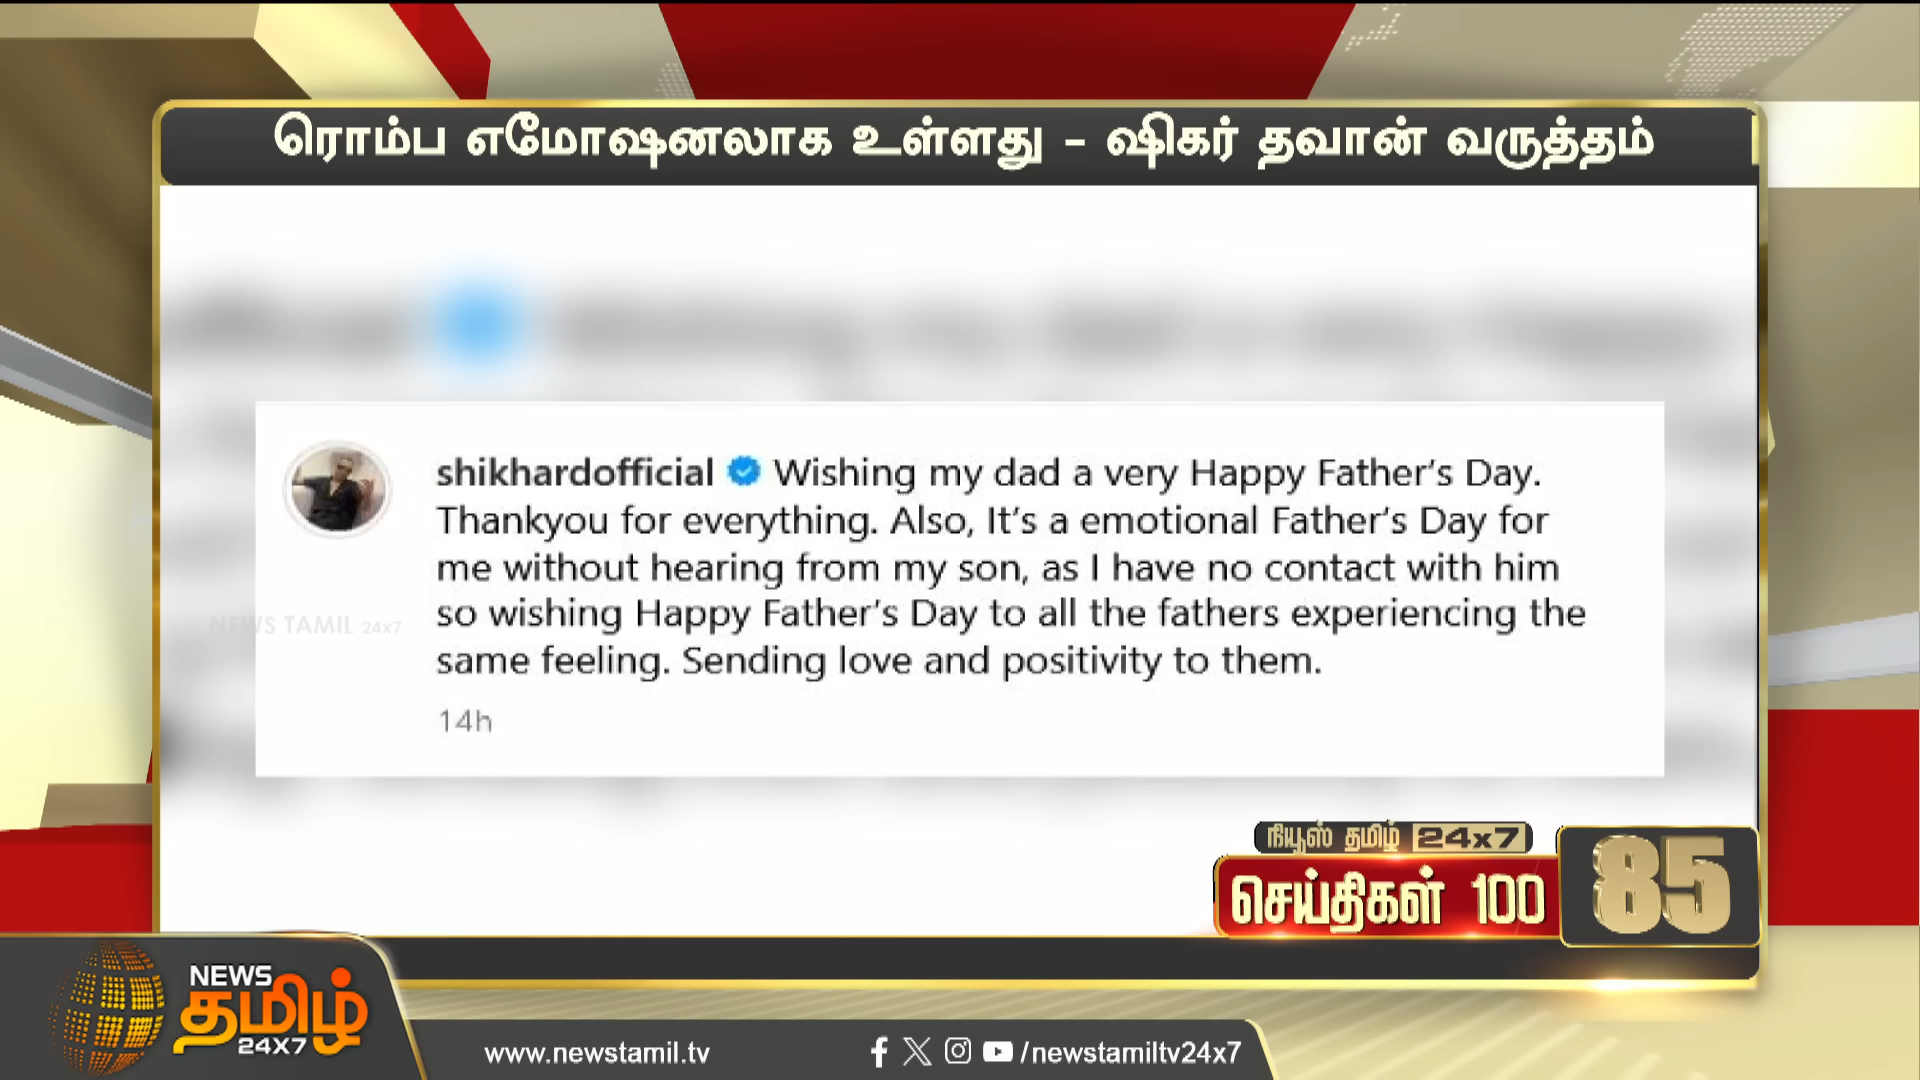 ரொம்ப எமோஷனலாக உள்ளது – ஷிகர் தவான் வருத்தம்
shikhardofficial Wishing my dad a very Happy Father's Day.
Thankyou for everything. Also, It's a emotional Father's Day for
me without hearing from my son, as I have no contact with him
so wishing Happy Father's Day to all the fathers experiencing the
same feeling. Sending love and positivity to them.
14h
NEWS TAMIL 24x7
நியூஸ் தமிழ் 24x7
செய்திகள் 100
85
NEWS
தமிழ்
24X7
www.newstamil.tv
/newstamiltv24x7